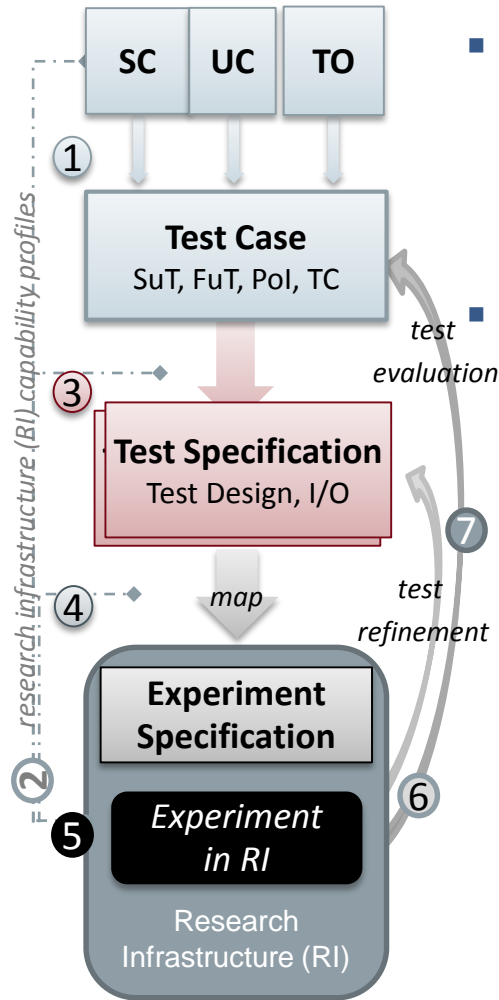 SC
UC
TO
1
research infrastructure (RI) capability profiles
Test Case
SuT, FuT, PoI, TC
test
evaluation
3
Test Specification
Test Design, I/O
7
4
map
test
refinement
Experiment
Specification
2
6
5
Experiment
in RI
Research
Infrastructure (RI)